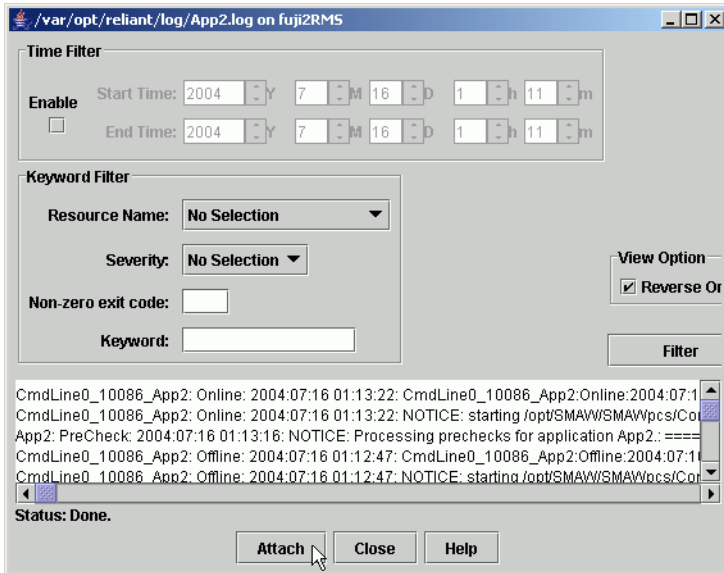 /var/opt/reliant/log/App2.log on fuji2RMS
Time Filter
Enable
Start Time: 2004 Y 7 M 16 D 1 h 11 m
End Time: 2004 Y 7 M 16 D 1 h 11 m
Keyword Filter
Resource Name: No Selection
Severity: No Selection
Non-zero exit code:
Keyword:
View Option
Reverse Or
Filter
CmdLine0_10086_App2: Online: 2004:07:16 01:13:22: CmdLine0_10086_App2:Online:2004:07:1
CmdLine0_10086_App2: Online: 2004:07:16 01:13:22: NOTICE: starting /opt/SMAW/SMAWpcs/Cor
App2: PreCheck: 2004:07:16 01:13:16: NOTICE: Processing prechecks for application App2.: ====
CmdLine0_10086_App2: Offline: 2004:07:16 01:12:47: CmdLine0_10086_App2:Offline:2004:07:1
CmdLine0_10086_App2: Offline: 2004:07:16 01:12:47: NOTICE: starting /opt/SMAW/SMAWpcs/Cor
Status: Done.
Attach Close Help